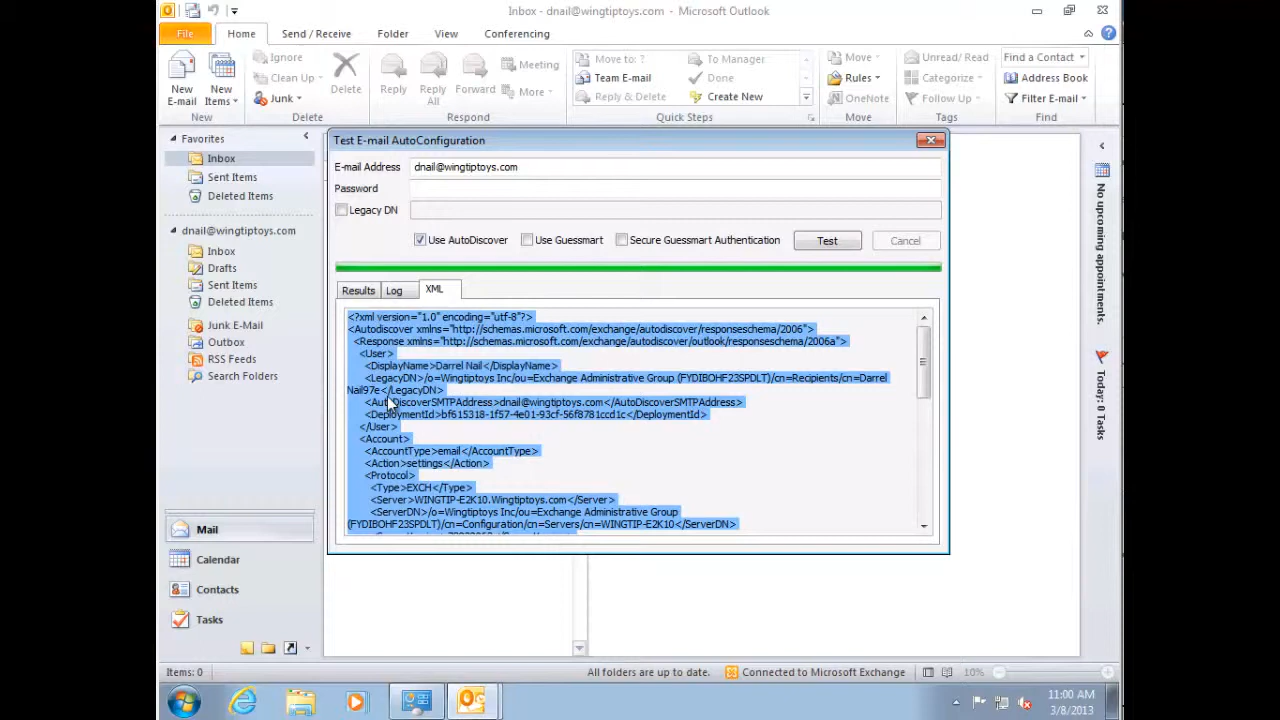 Inbox - dnail@wingtiptoys.com - Microsoft Outlook
File
Home
Send / Receive
Folder
View
Conferencing
New
E-mail
New
Items
New
Ignore
Clean Up
Junk
Delete
Delete
Reply
Reply
All
Forward
Meeting
More
Respond
Move to: ?
Team E-mail
Reply & Delete
To Manager
Done
Create New
Quick Steps
Move
Rules
OneNote
Move
Unread/ Read
Categorize
Follow Up
Tags
Find a Contact
Address Book
Filter E-mail
Find
Favorites
Inbox
Sent Items
Deleted Items
dnail@wingtiptoys.com
Inbox
Drafts
Sent Items
Deleted Items
Junk E-Mail
Outbox
RSS Feeds
Search Folders
Mail
Calendar
Contacts
Tasks
Test E-mail AutoConfiguration
E-mail Address
dnail@wingtiptoys.com
Password
Legacy DN
Use AutoDiscover
Use Guessmart
Secure Guessmart Authentication
Test
Cancel
Results
Log
XML
<?xml version="1.0" encoding="utf-8"?>
<Autodiscover xmlns="http://schemas.microsoft.com/exchange/autodiscover/responseschema/2006">
<Response xmlns="http://schemas.microsoft.com/exchange/autodiscover/outlook/responseschema/2006a">
<User>
<DisplayName>Darrel Nail</DisplayName>
<LegacyDN>/o=Wingtiptoys Inc/ou=Exchange Administrative Group (FYDIBOHF23SPDLT)/cn=Recipients/cn=Darrel
Nail97e</LegacyDN>
<AutoDiscoverSMTPAddress>dnail@wingtiptoys.com</AutoDiscoverSMTPAddress>
<DeploymentId>bf615318-1f57-4e01-93cf-56f8781ccd1c</DeploymentId>
</User>
<Account>
<AccountType>email</AccountType>
<Action>settings</Action>
<Protocol>
<Type>EXCH</Type>
<Server>WINGTIP-E2K10.Wingtiptoys.com</Server>
<ServerDN>/o=Wingtiptoys Inc/ou=Exchange Administrative Group
(FYDIBOHF23SPDLT)/cn=Configuration/cn=Servers/cn=WINGTIP-E2K10</ServerDN>
No upcoming appointments.
Today: 0 Tasks
Items: 0
All folders are up to date.
Connected to Microsoft Exchange
10%
11:00 AM
3/8/2013